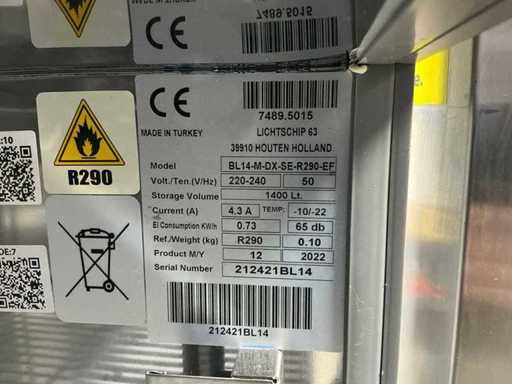 7489.5015
CE
CE
7489.5015
MADE IN TURKEY LICHTSCHIP 63
39910 HOUTEN HOLLAND
Model BL14-M-DX-SE-R290-EF
Volt./Ten.(V/Hz) 220-240 50
Storage Volume 1400 Lt.
Current (A) 4.3 A TEMP: -10/-22
El Consumption KW/h 0.73 65 db
Ref./Weight (kg) R290 0.10
Product M/Y 12 2022
Serial Number 212421BL14
212421BL14
R290
:10
DE:7